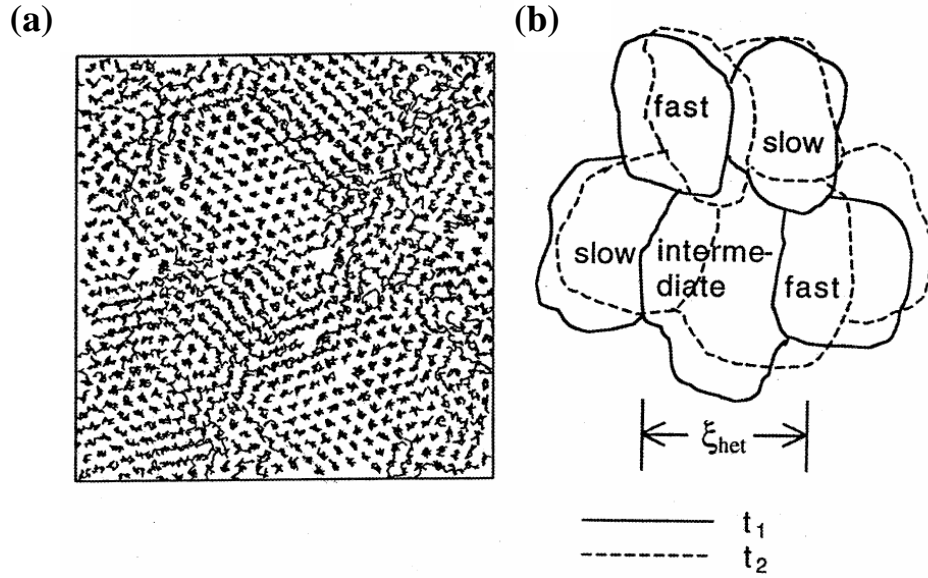 (a)
(b)
fast
slow
slow
interme-
diate
fast
ξhet
t1
t2